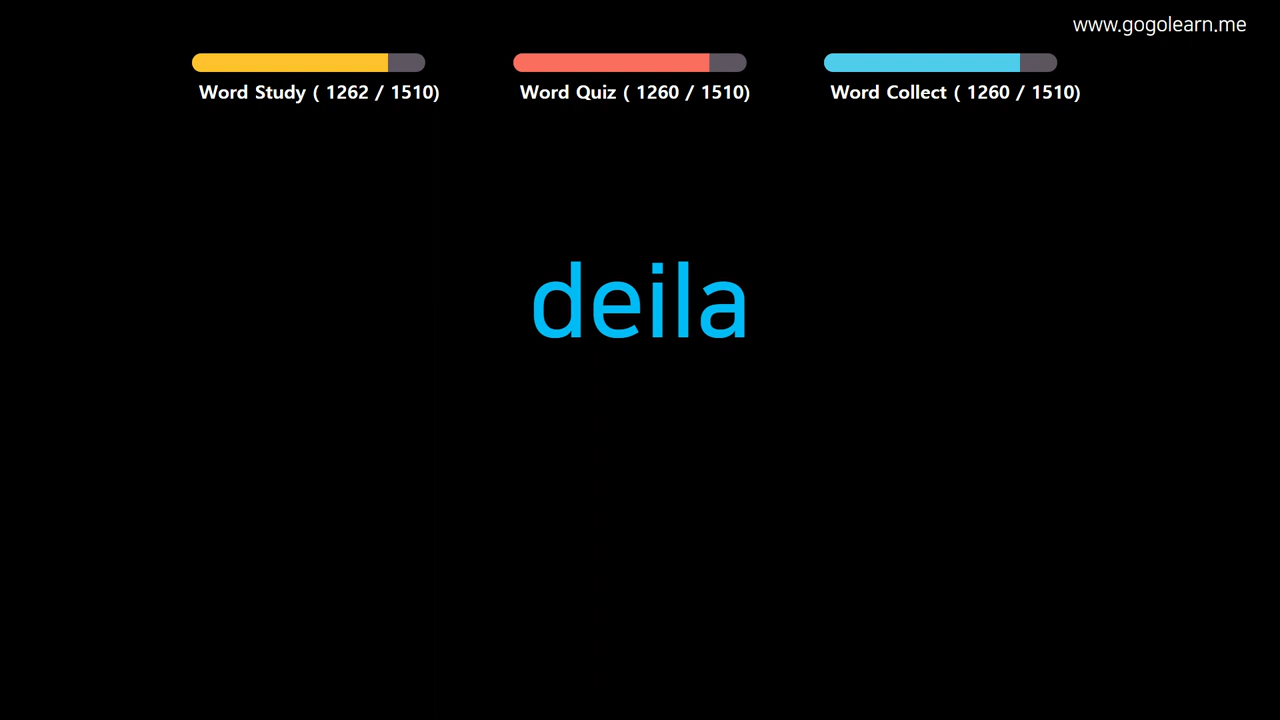 www.gogolearn.me
Word Study ( 1262 / 1510)
Word Quiz ( 1260 / 1510)
Word Collect ( 1260 / 1510)
deila